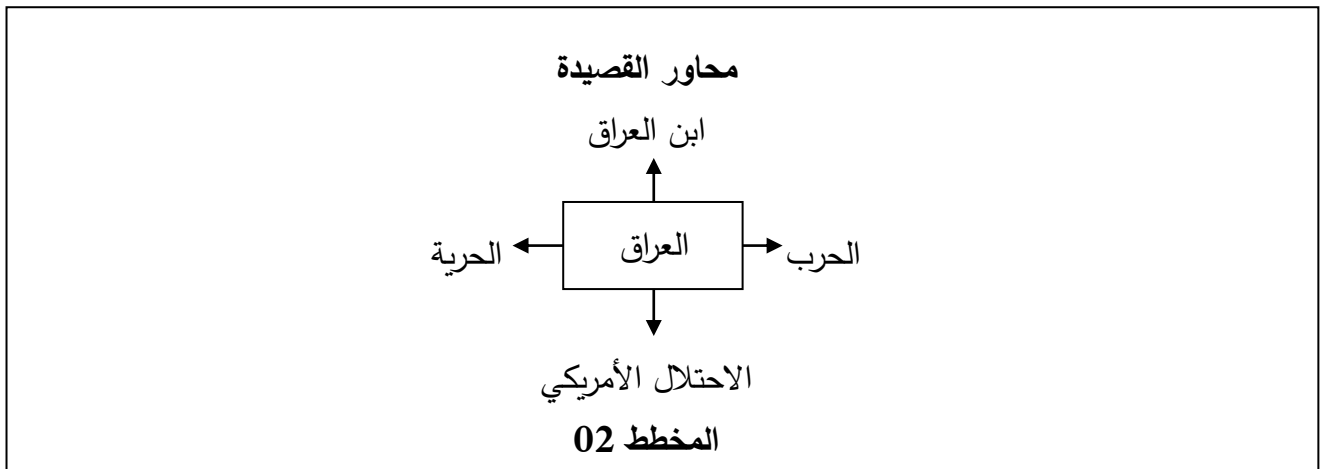 محاور القصيدة
ابن العراق
الحرب
العراق
الحرية
الاحتلال الأمريكي
المخطط 02